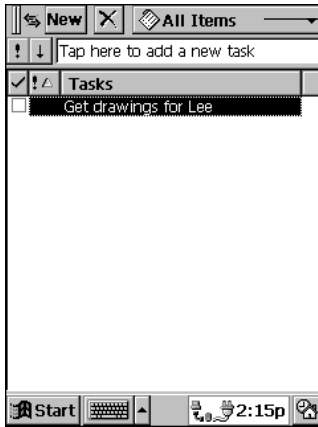 New All Items
! ↓ Tap here to add a new task
! Tasks
Get drawings for Lee
Start 2:15p